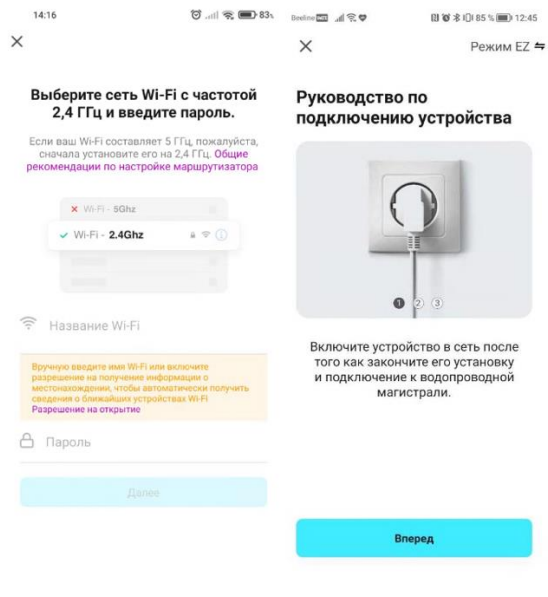 14:16
83
Выберите сеть Wi-Fi с частотой
2,4 ГГц и введите пароль.
Если ваш Wi-Fi составляет 5 ГГц, пожалуйста,
сначала установите его на 2,4 ГГц. Общие
рекомендации по настройке маршрутизатора
Wi-Fi - 5Ghz
Wi-Fi - 2.4Ghz
Название Wi-Fi
Вручную введите имя Wi-Fi или включите
разрешение на получение информации о
местонахождении, чтобы автоматически получить
сведения о ближайших устройствах Wi-Fi
Разрешение на открытие
Пароль
Далее
Beeline
85 % 12:45
Режим EZ
Руководство по
подключению устройства
1 2 3
Включите устройство в сеть после
того как закончите его установку
и подключение к водопроводной
магистрали.
Вперед